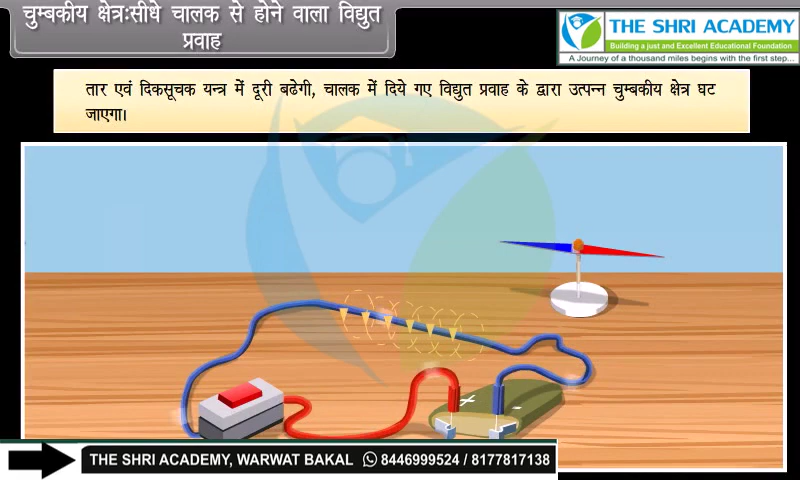 चुम्बकीय क्षेत्र:सीधे चालक से होने वाला विद्युत
प्रवाह
THE SHRI ACADEMY
Building a just and Excellent Educational Foundation
A Journey of a thousand miles begins with the first step...
तार एवं दिकसूचक यन्त्र में दूरी बढेगी, चालक में दिये गए विद्युत प्रवाह के द्वारा उत्पन्न चुम्बकीय क्षेत्र घट
जाएगा।
+ -
THE SHRI ACADEMY, WARWAT BAKAL 8446999524 / 8177817138